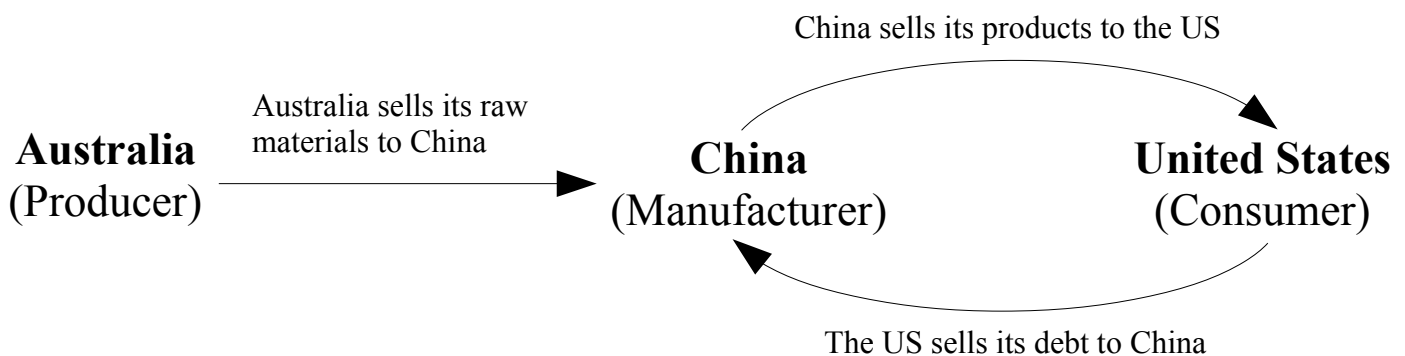 China sells its products to the US
Australia sells its raw
materials to China
Australia
(Producer)
China
(Manufacturer)
United States
(Consumer)
The US sells its debt to China